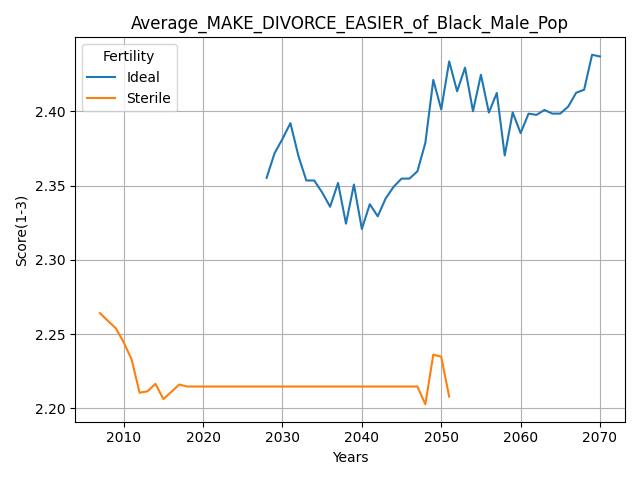 Average_MAKE_DIVORCE_EASIER_of_Black_Male_Pop
Fertility
Ideal
Sterile
Score(1-3)
2.40
2.35
2.30
2.25
2.20
2010 2020 2030 2040 2050 2060 2070
Years